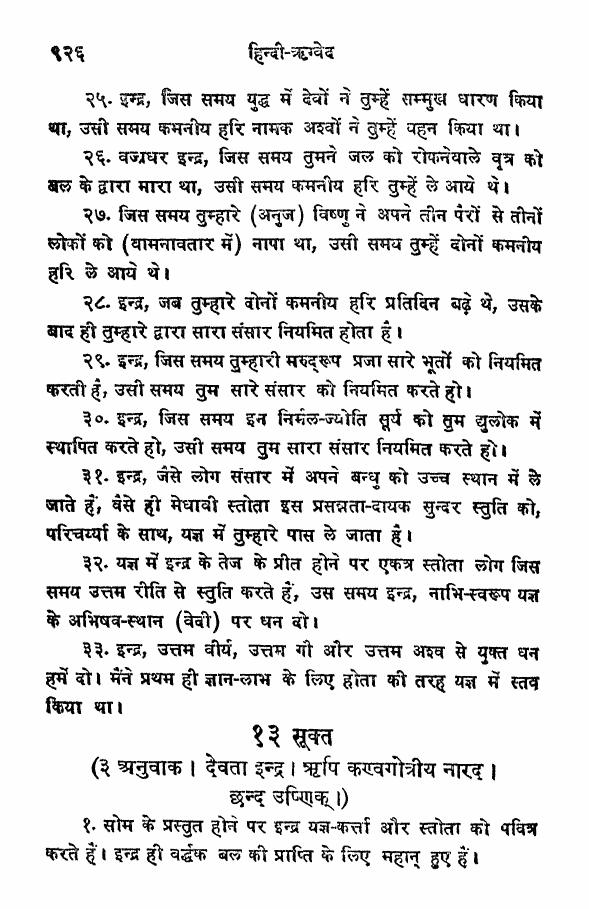 ९२६ हिन्दी-ऋग्वेद
२५. इन्द्र, जिस समय युद्ध में देवों ने तुम्हें सम्मुख धारण किया
था, उसी समय कमनीय हरि नामक अश्वों ने तुम्हें वहन किया था।
२६. वज्रधर इन्द्र, जिस समय तुमने जल को रोकनेवाले वृत्र को
बल के द्वारा मारा था, उसी समय कमनीय हरि तुम्हें ले आये थे।
२७. जिस समय तुम्हारे (अनुज) विष्णु ने अपने तीन पैरों से तीनों
लोकों को (वामनावतार में) नापा था, उसी समय तुम्हें दोनों कमनीय
हरि ले आये थे।
२८. इन्द्र, जब तुम्हारे दोनों कमनीय हरि प्रतिदिन बढ़े थे, उसके
बाद ही तुम्हारे द्वारा सारा संसार नियमित होता है।
२९. इन्द्र, जिस समय तुम्हारी मरुद्रूप प्रजा सारे भूतों को नियमित
करती है, उसी समय तुम सारे संसार को नियमित करते हो।
३०. इन्द्र, जिस समय इन निर्मल-ज्योति सूर्य को तुम द्युलोक में
स्थापित करते हो, उसी समय तुम सारा संसार नियमित करते हो।
३१. इन्द्र, जैसे लोग संसार में अपने बन्धु को उच्च स्थान में ले
जाते हैं, वैसे ही मेधावी स्तोता इस प्रसन्नता-दायक सुन्दर स्तुति को,
परिचर्य्या के साथ, यज्ञ में तुम्हारे पास ले जाता है।
३२. यज्ञ में इन्द्र के तेज के प्रीत होने पर एकत्र स्तोता लोग जिस
समय उत्तम रीति से स्तुति करते हैं, उस समय इन्द्र, नाभि-स्वरूप यज्ञ
के अभिषव-स्थान (वेदी) पर धन दो।
३३. इन्द्र, उत्तम वीर्य, उत्तम गौ और उत्तम अश्व से युक्त धन
हमें दो। मैंने प्रथम ही ज्ञान-लाभ के लिए होता की तरह यज्ञ में स्तव
किया था।
१३ सूक्त
(३ अनुवाक। देवता इन्द्र। ऋषि कण्वगोत्रीय नारद।
छन्द उष्णिक्।)
१. सोम के प्रस्तुत होने पर इन्द्र यज्ञ-कर्त्ता और स्तोता को पवित्र
करते हैं। इन्द्र ही वर्द्धक बल की प्राप्ति के लिए महान् हुए हैं।